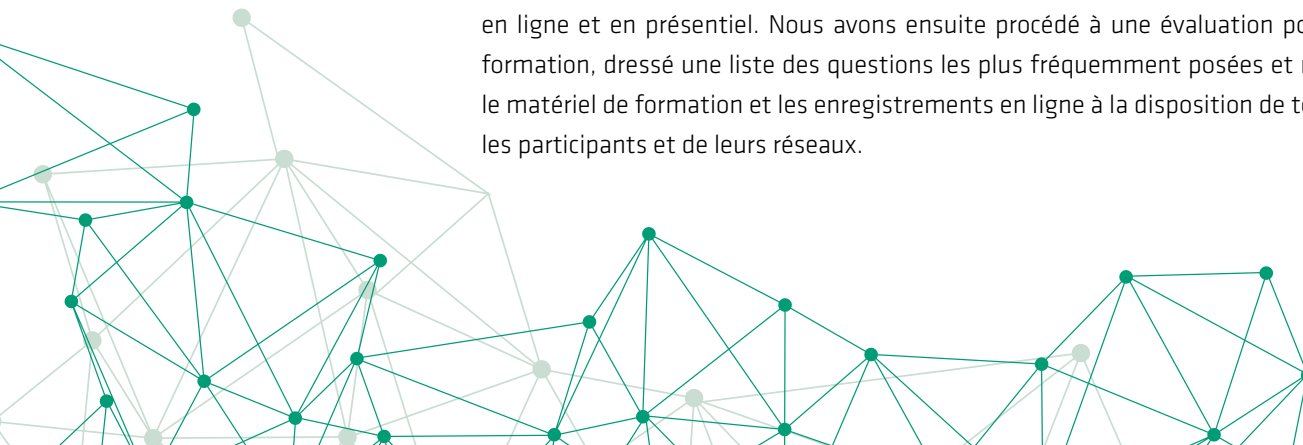 en ligne et en présentiel. Nous avons ensuite procédé à une évaluation
formation, dressé une liste des questions les plus fréquemment posées et
le matériel de formation et les enregistrements en ligne à la disposition de
les participants et de leurs réseaux.